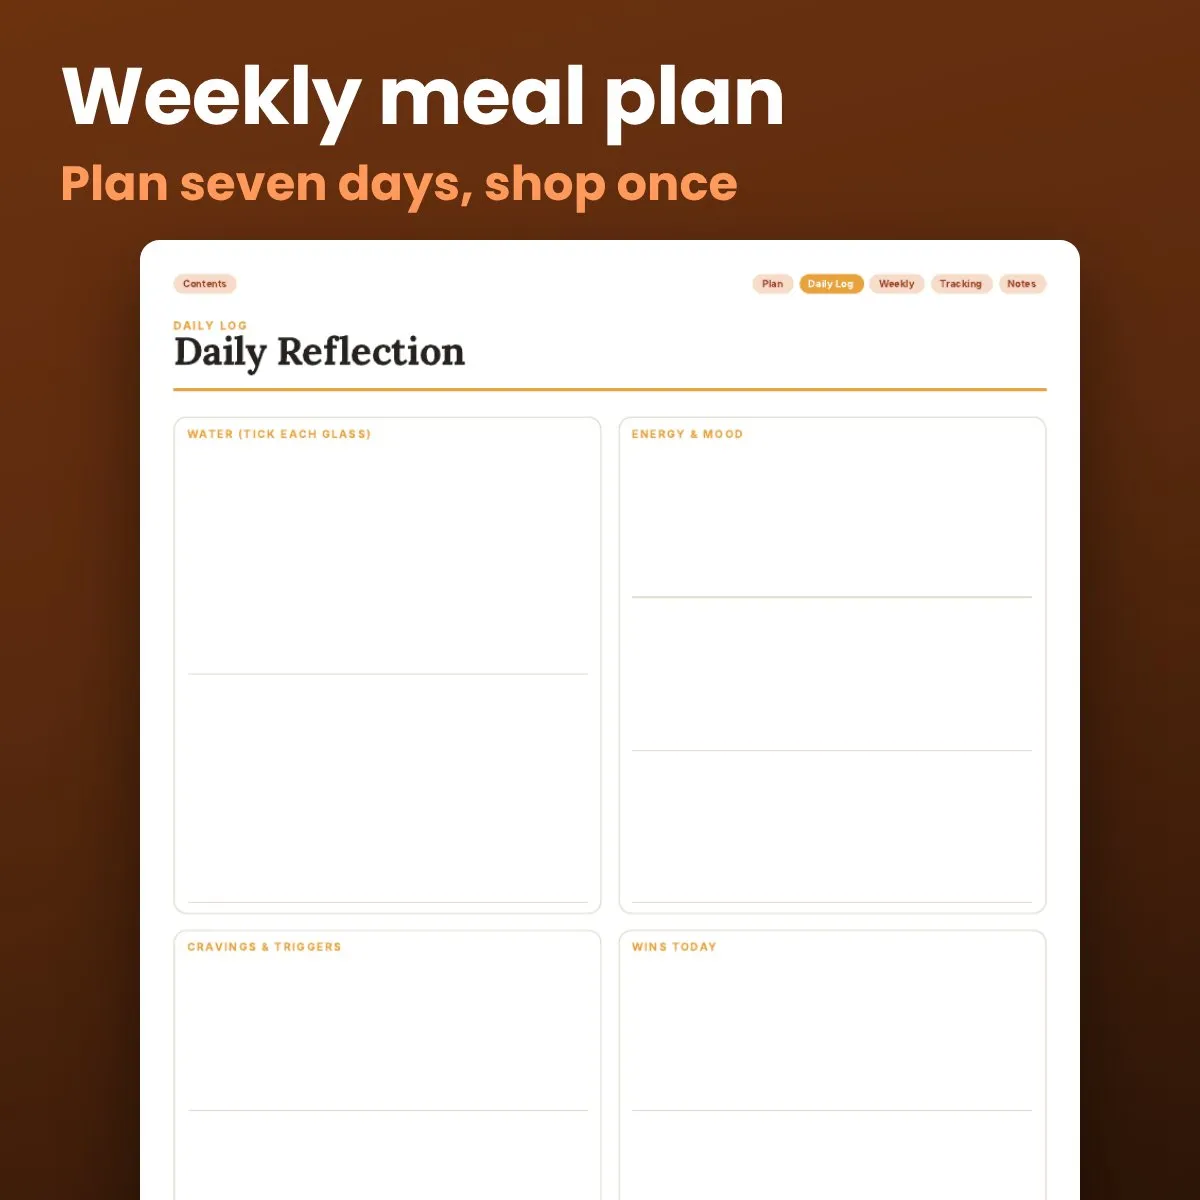 Weekly meal plan
Plan seven days, shop once
Contents
Plan Daily Log Weekly Tracking Notes
DAILY LOG
Daily Reflection
WATER (TICK EACH GLASS)
ENERGY & MOOD
CRAVINGS & TRIGGERS
WINS TODAY